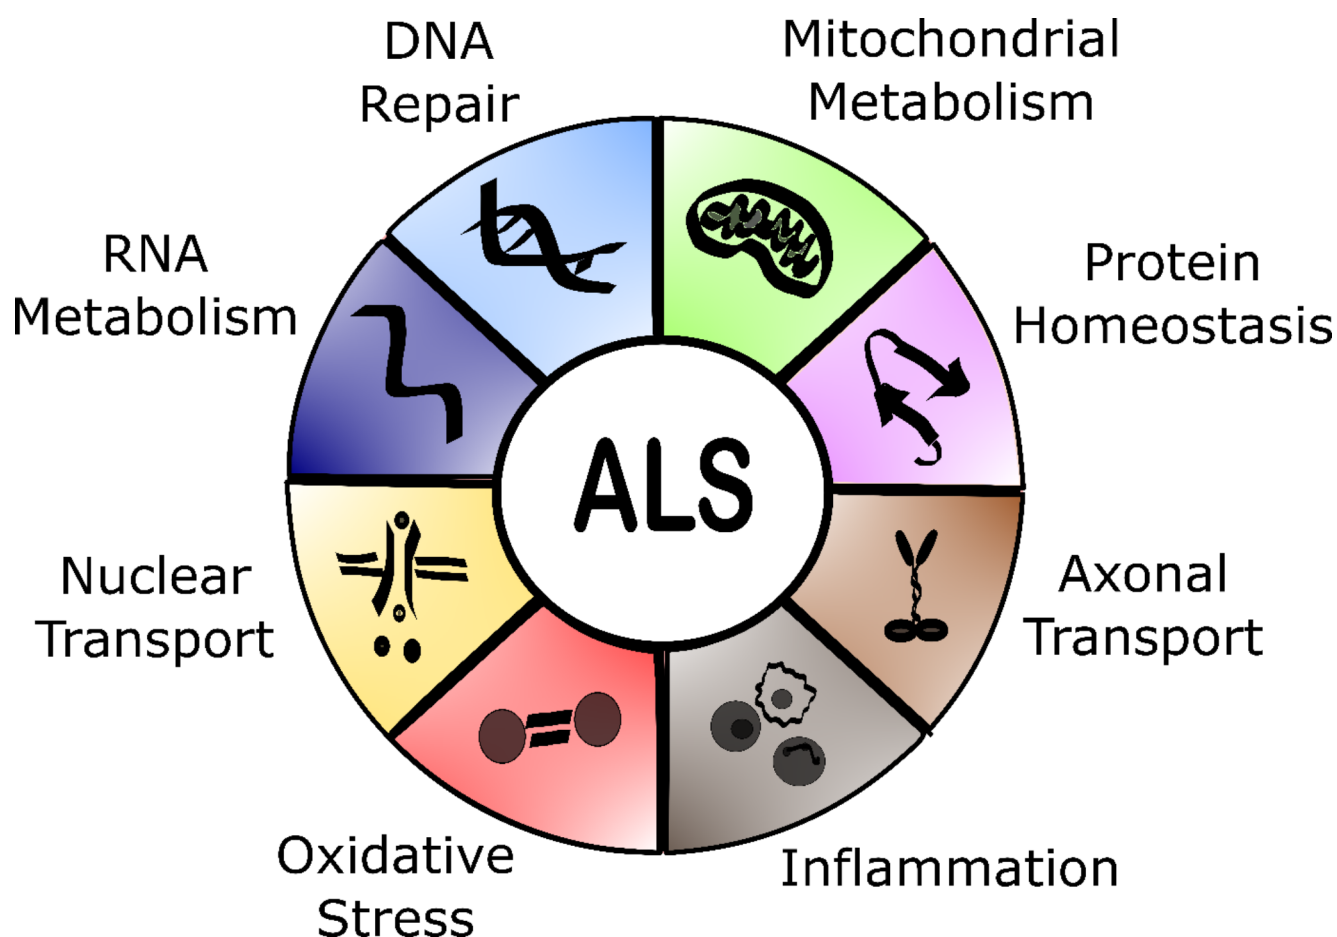 DNA
Repair
Mitochondrial
Metabolism
Protein
Homeostasis
Axonal
Transport
Inflammation
Oxidative
Stress
Nuclear
Transport
RNA
Metabolism
ALS